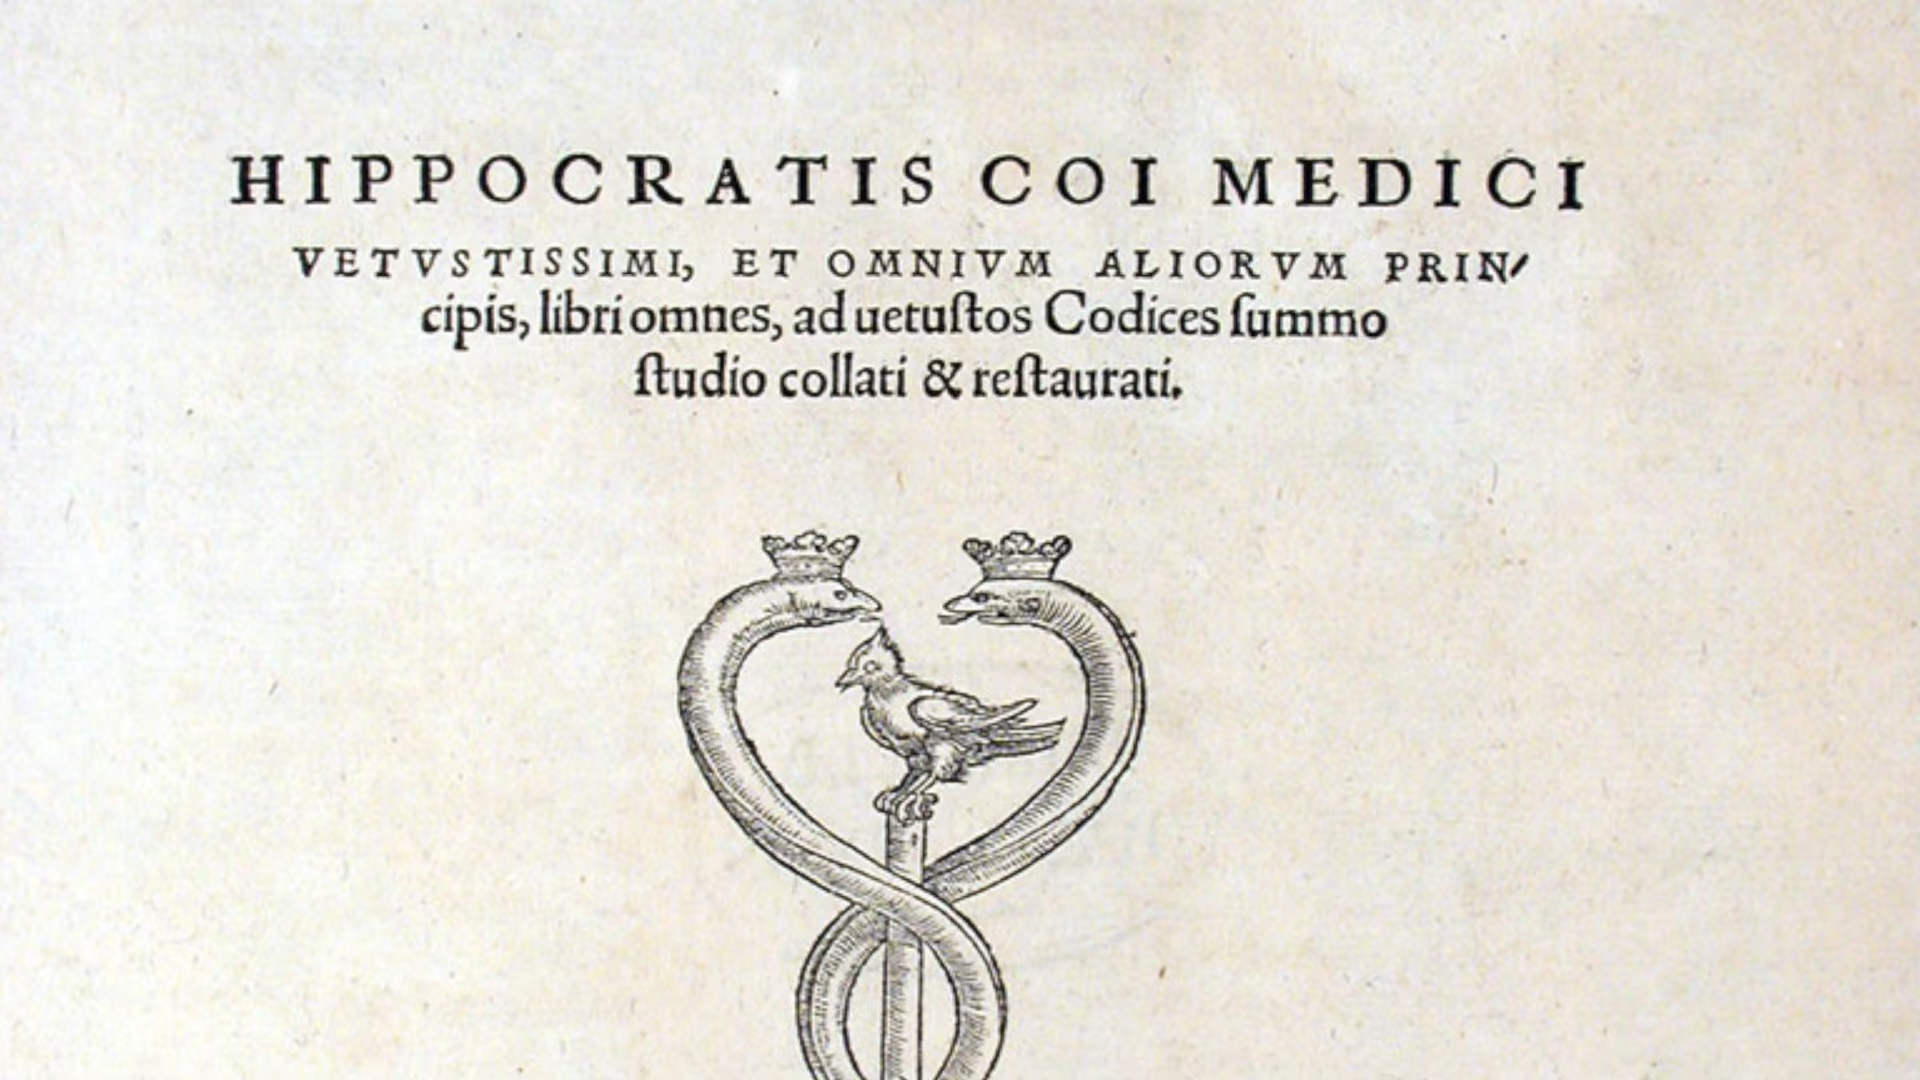 HIPPOCRATIS COI MEDICI
VETVSTISSIMI, ET OMNIVM ALIORVM PRIN⸗
cipis, libri omnes, ad uetuſtos Codices ſummo
ſtudio collati & reſtaurati.